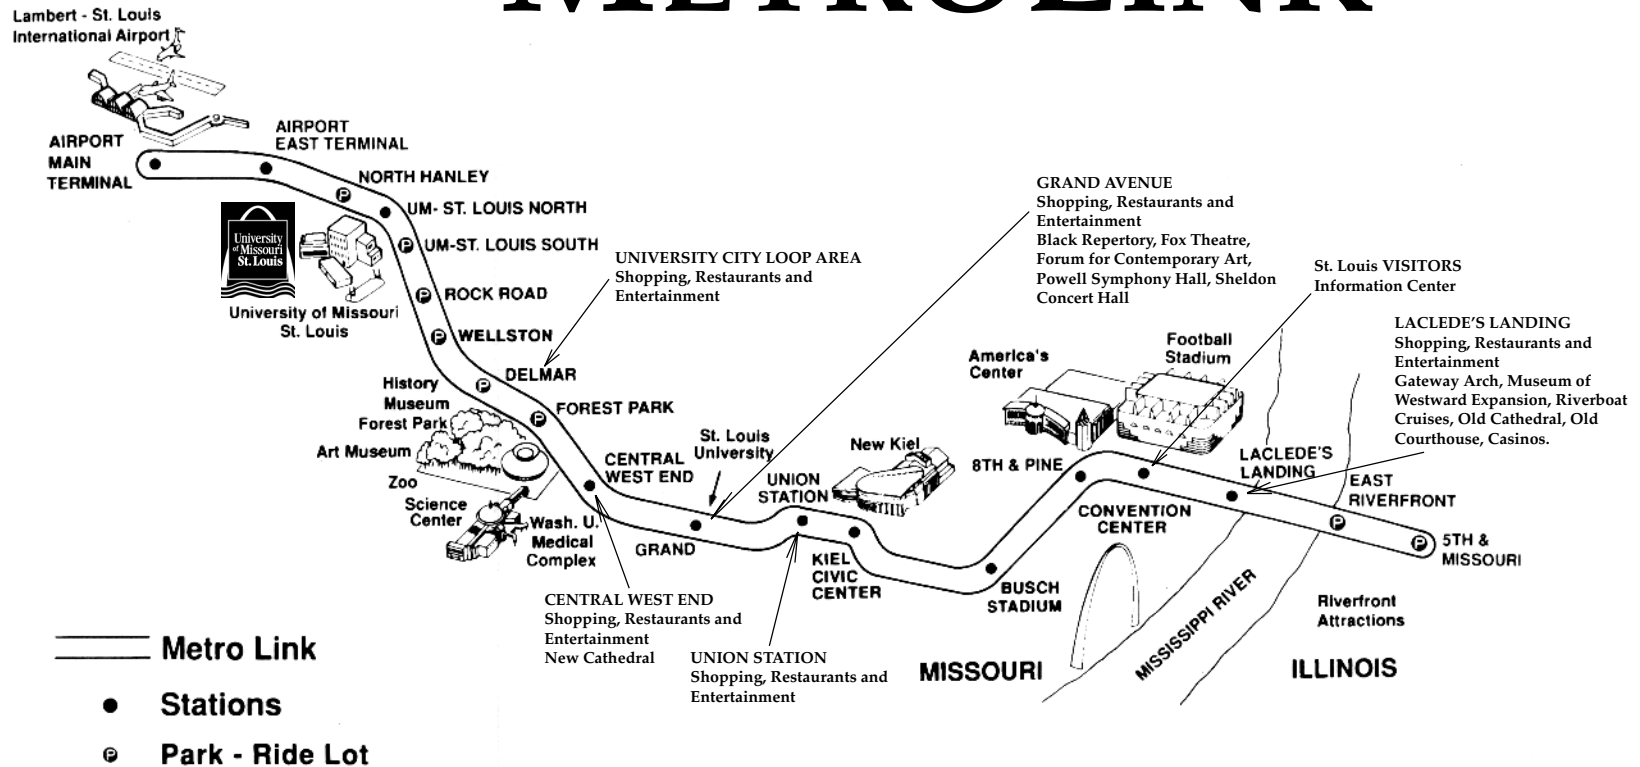 METROLINK
Lambert - St. Louis
International Airport
AIRPORT
MAIN
TERMINAL
AIRPORT
EAST TERMINAL
P
NORTH HANLEY
UM- ST. LOUIS NORTH
P
UM-ST. LOUIS SOUTH
University
of Missouri
St. Louis
University of Missouri
St. Louis
P
ROCK ROAD
P
WELLSTON
UNIVERSITY CITY LOOP AREA
Shopping, Restaurants and
Entertainment
P
DELMAR
P
FOREST PARK
History
Museum
Forest Park
Art Museum
Zoo
Science
Center
Wash. U.
Medical
Complex
CENTRAL
WEST END
CENTRAL WEST END
Shopping, Restaurants and
Entertainment
New Cathedral
St. Louis
University
GRAND
GRAND AVENUE
Shopping, Restaurants and
Entertainment
Black Repertory, Fox Theatre,
Forum for Contemporary Art,
Powell Symphony Hall, Sheldon
Concert Hall
UNION
STATION
UNION STATION
Shopping, Restaurants and
Entertainment
New Kiel
KIEL
CIVIC
CENTER
BUSCH
STADIUM
America's
Center
Football
Stadium
8TH & PINE
CONVENTION
CENTER
St. Louis VISITORS
Information Center
LACLEDE'S LANDING
Shopping, Restaurants and
Entertainment
Gateway Arch, Museum of
Westward Expansion, Riverboat
Cruises, Old Cathedral, Old
Courthouse, Casinos.
LACLEDE'S
LANDING
EAST
RIVERFRONT
P
P
5TH &
MISSOURI
Riverfront
Attractions
MISSOURI
MISSISSIPPI RIVER
ILLINOIS
Metro Link
Stations
P
Park - Ride Lot